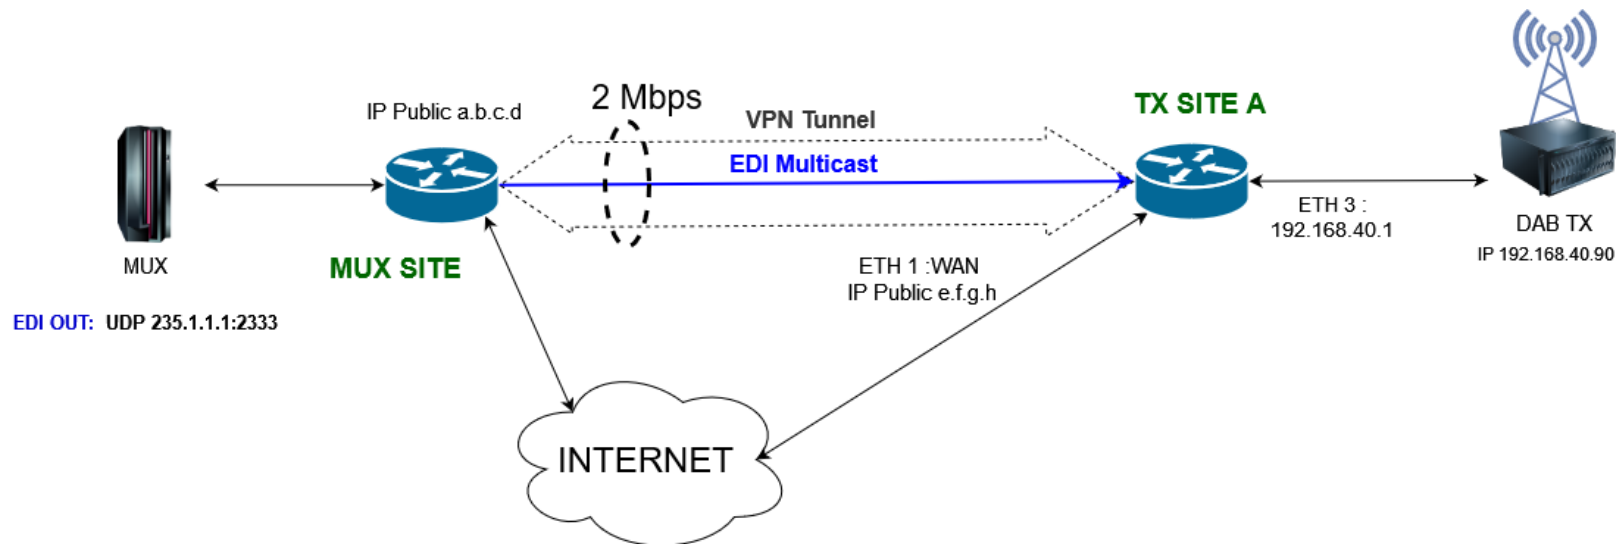 IP Public a.b.c.d
2 Mbps
VPN Tunnel
EDI Multicast
TX SITE A
ETH 3 :
192.168.40.1
DAB TX
IP 192.168.40.90
MUX
MUX SITE
ETH 1 :WAN
IP Public e.f.g.h
EDI OUT: UDP 235.1.1.1:2333
INTERNET